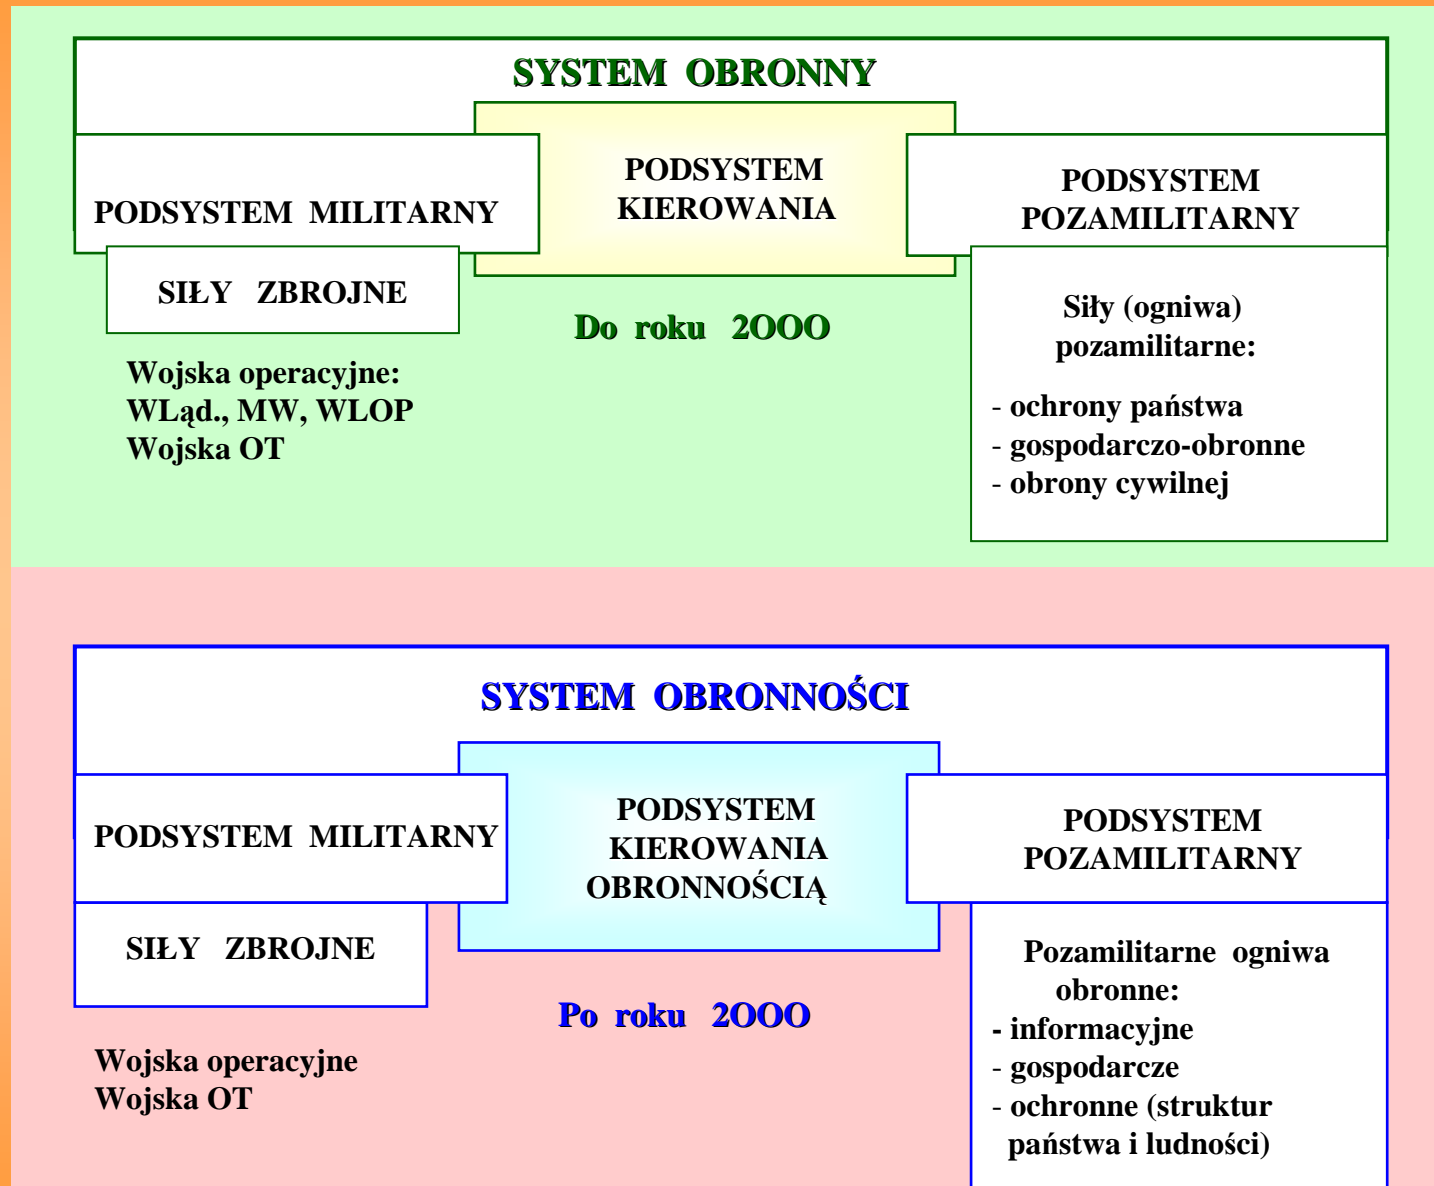 SYSTEM OBRONNY
PODSYSTEM MILITARNY
PODSYSTEM
KIEROWANIA
PODSYSTEM
POZAMILITARNY
SIŁY ZBROJNE
Wojska operacyjne:
WLąd., MW, WLOP
Wojska OT
Do roku 2OOO
Siły (ogniwa)
pozamilitarne:
- ochrony państwa
- gospodarczo-obronne
- obrony cywilnej
SYSTEM OBRONNOŚCI
PODSYSTEM MILITARNY
PODSYSTEM
KIEROWANIA
OBRONNOŚCIĄ
PODSYSTEM
POZAMILITARNY
SIŁY ZBROJNE
Wojska operacyjne
Wojska OT
Po roku 2OOO
Pozamilitarne ogniwa
obronne:
- informacyjne
- gospodarcze
- ochronne (struktur
państwa i ludności)